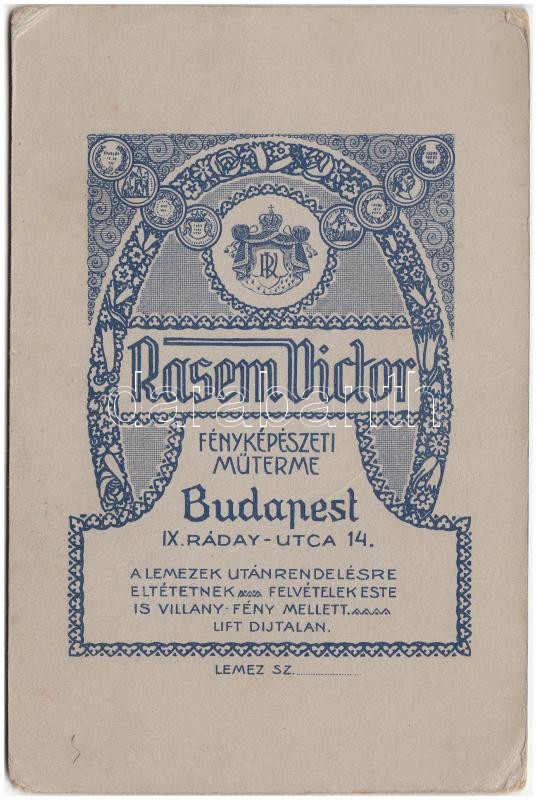 Rasem Victor
darabanth
FÉNYKÉPÉSZETI
MŰTERME
Budapest
IX. RÁDAY-UTCA 14.
A LEMEZEK UTÁNRENDELÉSRE
ELTÉTETNEK FELVÉTELEK ESTE
IS VILLANY-FÉNY MELLETT.
LIFT DIJTALAN.
LEMEZ SZ...............